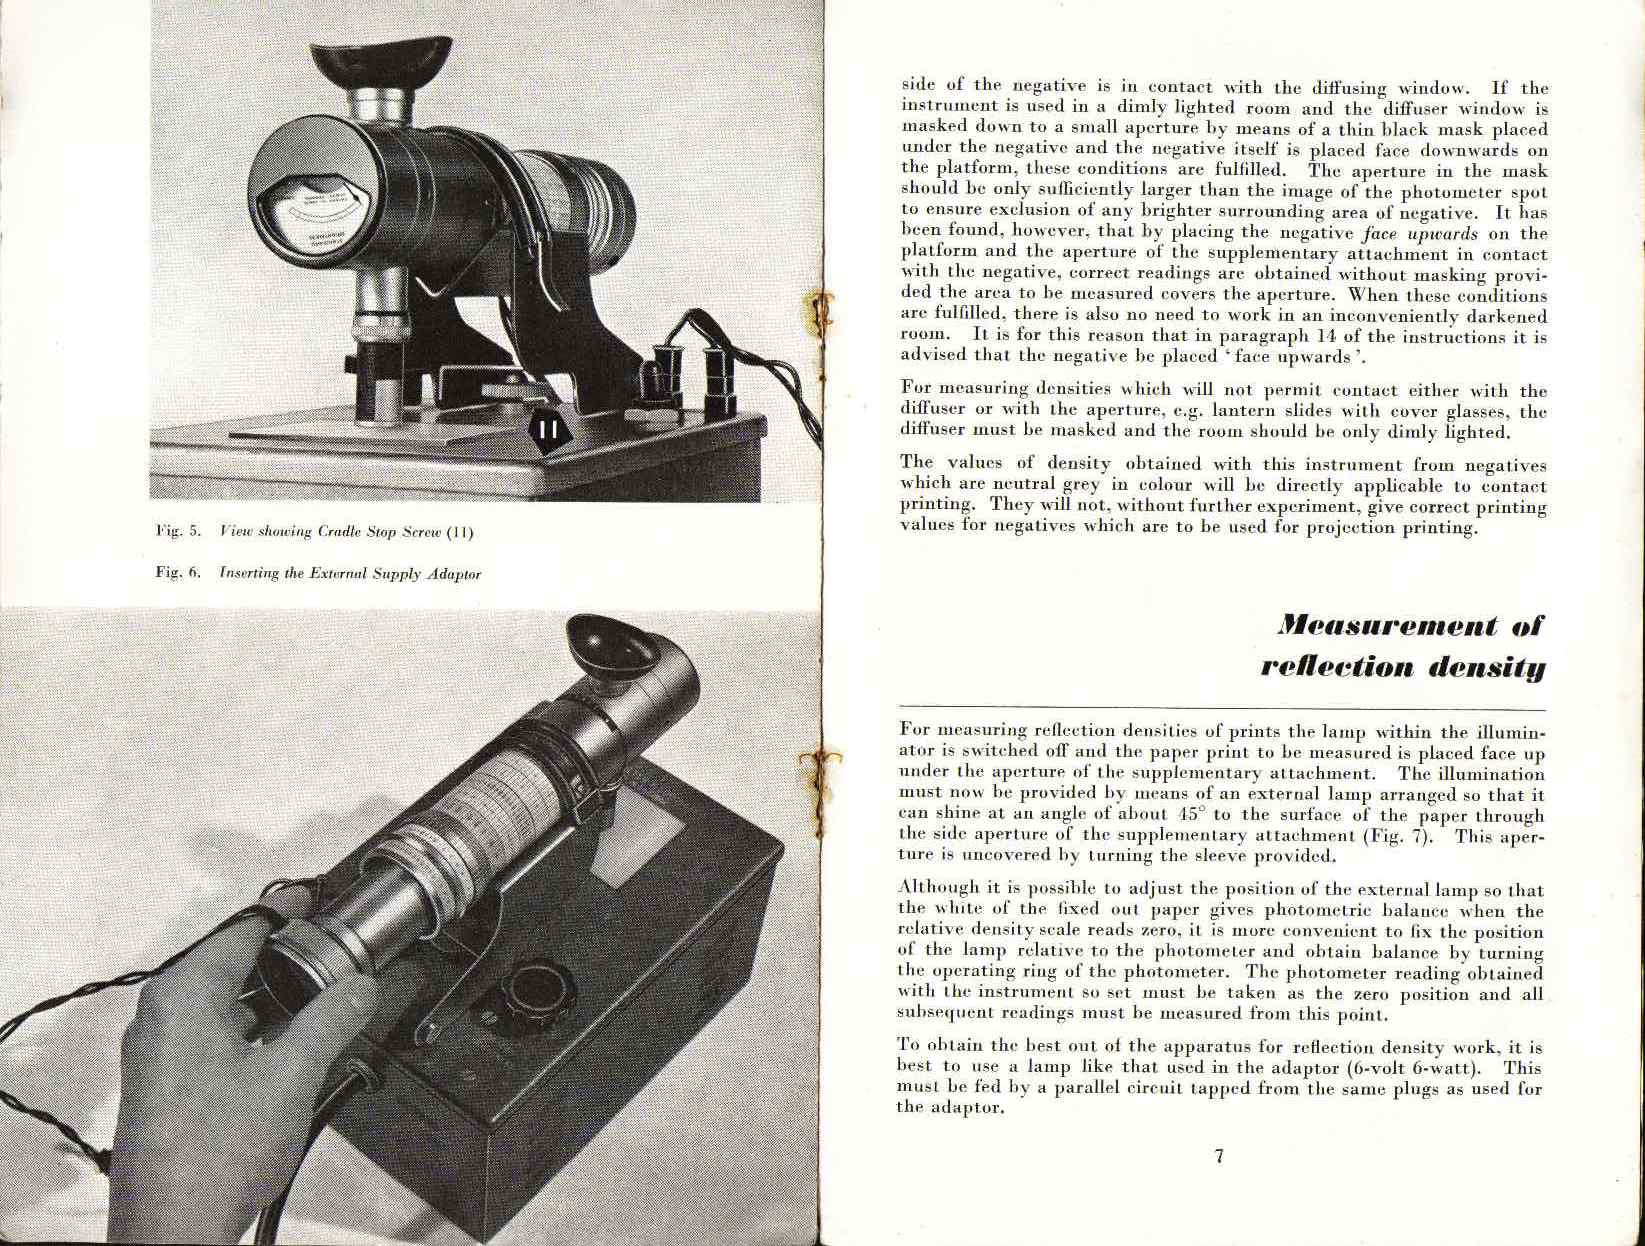 11
Fig. 5. View showing Cradle Stop Screw (11)
Fig. 6. Inserting the External Supply Adaptor
side of the negative is in contact with the diffusing window. If the
instrument is used in a dimly lighted room and the diffuser window is
masked down to a small aperture by means of a thin black mask placed
under the negative and the negative itself is placed face downwards on
the platform, these conditions are fulfilled. The aperture in the mask
should be only sufficiently larger than the image of the photometer spot
to ensure exclusion of any brighter surrounding area of negative. It has
been found, however, that by placing the negative face upwards on the
platform and the aperture of the supplementary attachment in contact
with the negative, correct readings are obtained without masking provi-
ded the area to be measured covers the aperture. When these conditions
are fulfilled, there is also no need to work in an inconveniently darkened
room. It is for this reason that in paragraph 14 of the instructions it is
advised that the negative be placed ‘face upwards’.
For measuring densities which will not permit contact either with the
diffuser or with the aperture, e.g. lantern slides with cover glasses, the
diffuser must be masked and the room should be only dimly lighted.
The values of density obtained with this instrument from negatives
which are neutral grey in colour will be directly applicable to contact
printing. They will not, without further experiment, give correct printing
values for negatives which are to be used for projection printing.
Measurement of
reflection density
For measuring reflection densities of prints the lamp within the illumin-
ator is switched off and the paper print to be measured is placed face up
under the aperture of the supplementary attachment. The illumination
must now be provided by means of an external lamp arranged so that it
can shine at an angle of about 45° to the surface of the paper through
the side aperture of the supplementary attachment (Fig. 7). This aper-
ture is uncovered by turning the sleeve provided.
Although it is possible to adjust the position of the external lamp so that
the white of the fixed out paper gives photometric balance when the
relative density scale reads zero, it is more convenient to fix the position
of the lamp relative to the photometer and obtain balance by turning
the operating ring of the photometer. The photometer reading obtained
with the instrument so set must be taken as the zero position and all
subsequent readings must be measured from this point.
To obtain the best out of the apparatus for reflection density work, it is
best to use a lamp like that used in the adaptor (6-volt 6-watt). This
must be fed by a parallel circuit tapped from the same plugs as used for
the adaptor.
7